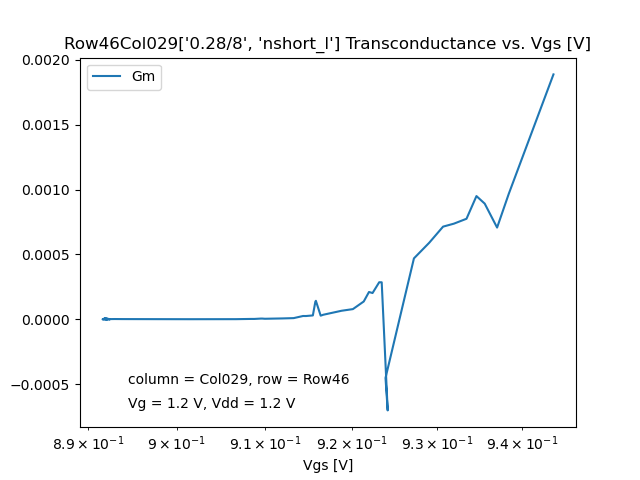 Row46Col029['0.28/8', 'nshort_l'] Transconductance vs. Vgs [V]
Gm
0.0020
0.0015
0.0010
0.0005
0.0000
−0.0005
column = Col029, row = Row46
Vg = 1.2 V, Vdd = 1.2 V
8.9 × 10⁻¹ 9 × 10⁻¹ 9.1 × 10⁻¹ 9.2 × 10⁻¹ 9.3 × 10⁻¹ 9.4 × 10⁻¹
Vgs [V]